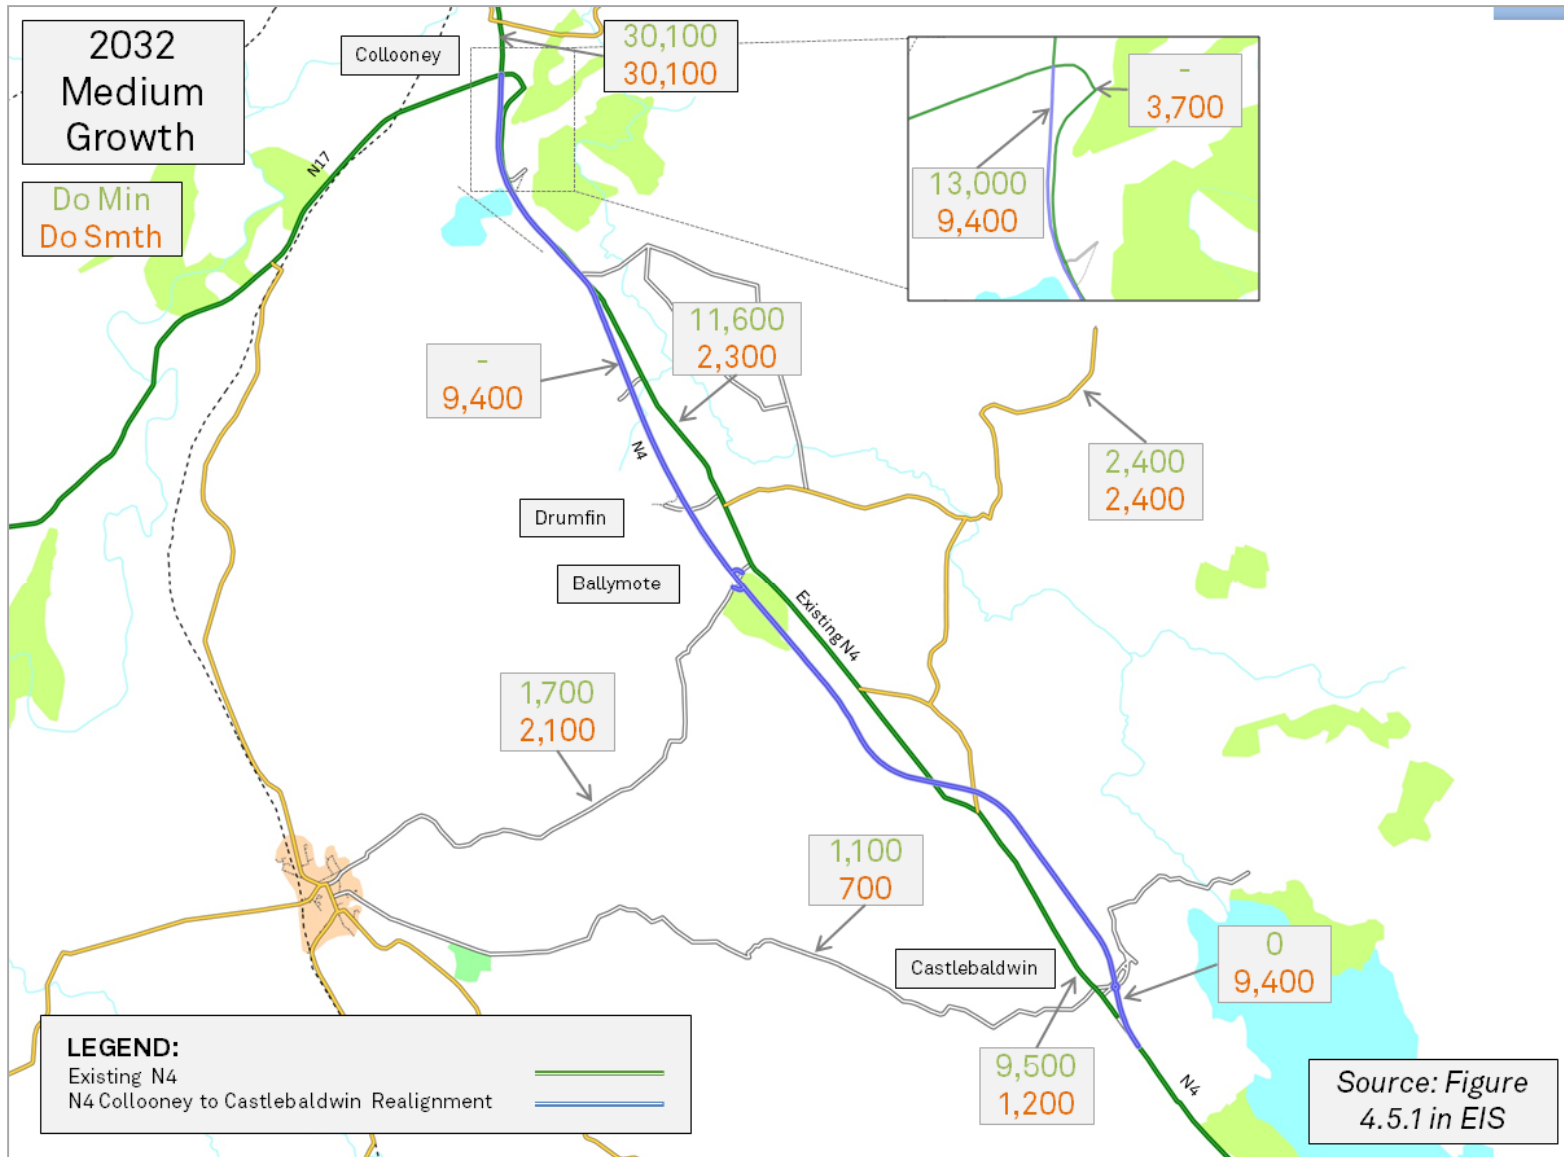 2032
Medium
Growth
Do Min
Do Smth
Collooney
30,100
30,100
-
3,700
13,000
9,400
N17
11,600
2,300
-
9,400
N4
2,400
2,400
Drumfin
Ballymote
Existing N4
1,700
2,100
1,100
700
Castlebaldwin
0
9,400
9,500
1,200
N4
LEGEND:
Existing N4
N4 Collooney to Castlebaldwin Realignment
Source: Figure
4.5.1 in EIS